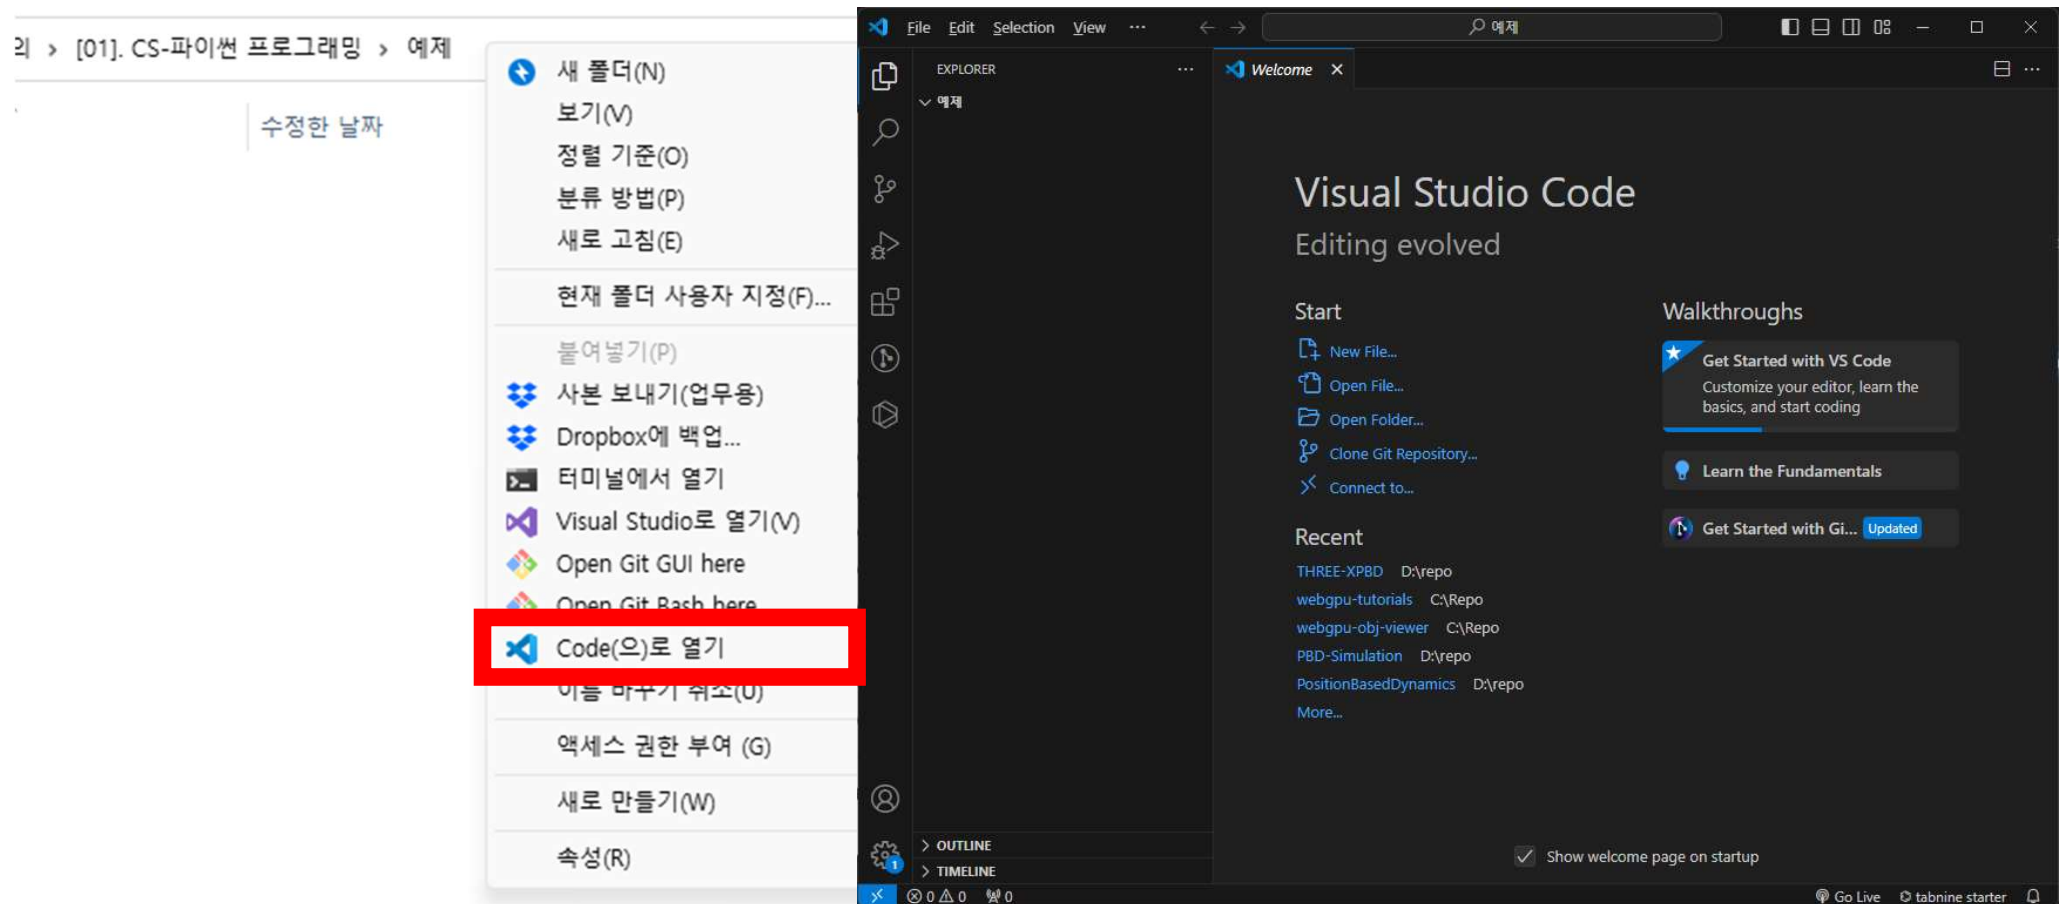 의 > [01]. CS-파이썬 프로그래밍 > 예제
수정한 날짜
새 폴더(N)
보기(V)
정렬 기준(O)
분류 방법(P)
새로 고침(E)
현재 폴더 사용자 지정(F)...
붙여넣기(P)
사본 보내기(업무용)
Dropbox에 백업...
터미널에서 열기
Visual Studio로 열기(V)
Open Git GUI here
Open Git Bash here
Code(으)로 열기
이름 바꾸기 취소(U)
액세스 권한 부여 (G)
새로 만들기(W)
속성(R)
File Edit Selection View ... 예제
EXPLORER ...
예제
Welcome
Visual Studio Code
Editing evolved
Start
New File...
Open File...
Open Folder...
Clone Git Repository...
Connect to...
Recent
THREE-XPBD D:\repo
webgpu-tutorials C:\Repo
webgpu-obj-viewer C:\Repo
PBD-Simulation D:\repo
PositionBasedDynamics D:\repo
More...
Walkthroughs
Get Started with VS Code
Customize your editor, learn the
basics, and start coding
Learn the Fundamentals
Get Started with Gi... Updated
Show welcome page on startup
OUTLINE
1
TIMELINE
0 0 0 Go Live tabnine starter